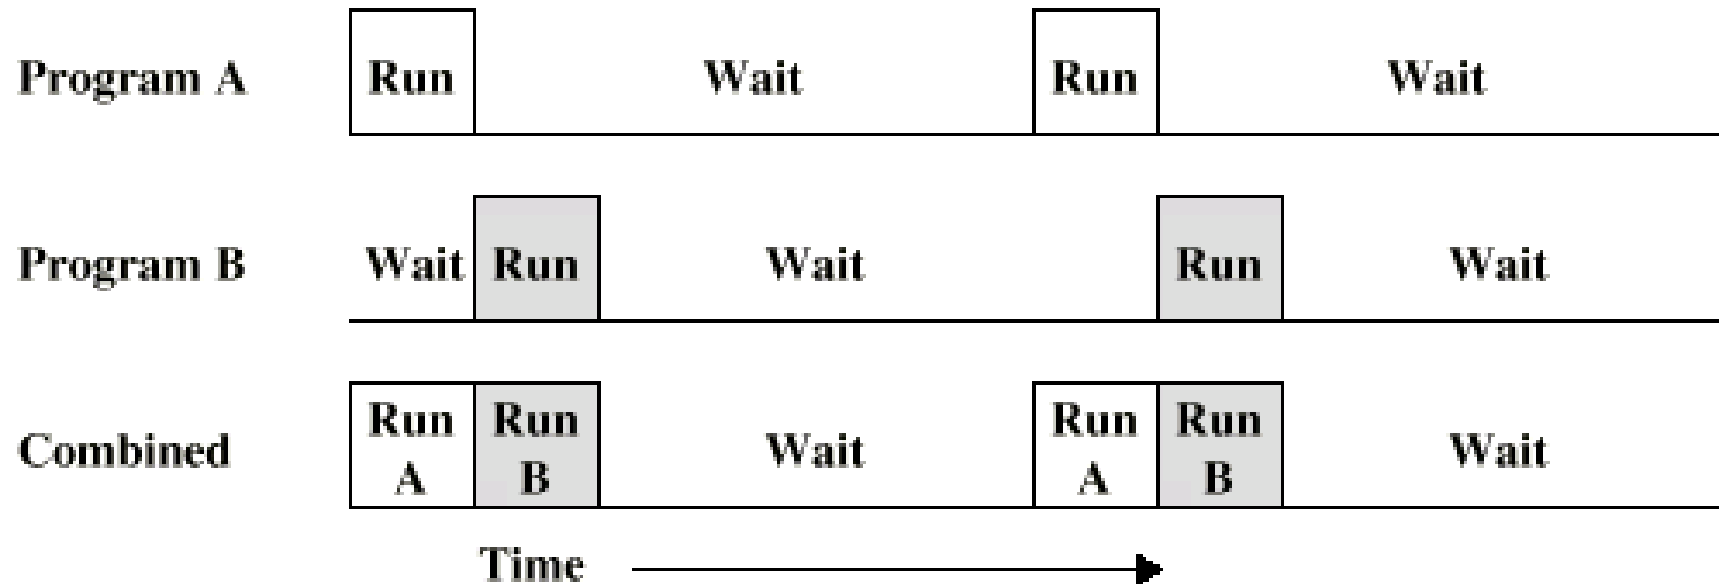 Program A Run Wait Run Wait
Program B Wait Run Wait Run Wait
Combined Run A Run B Wait Run A Run B Wait
Time